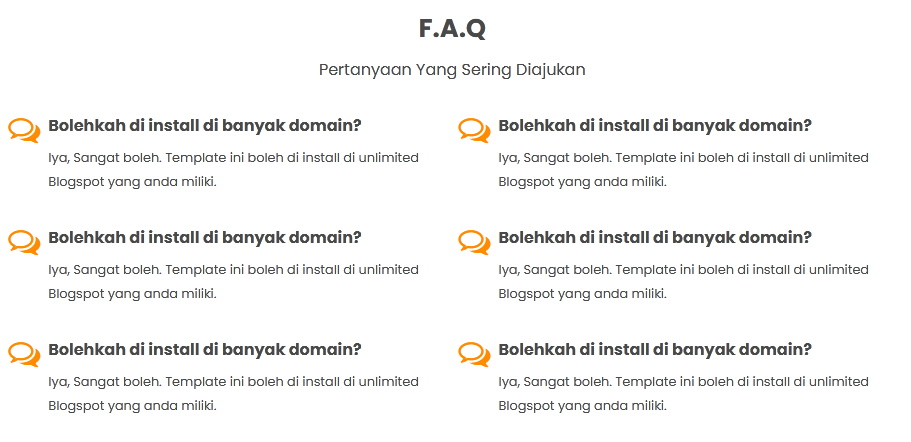 F.A.Q
Pertanyaan Yang Sering Diajukan
Bolehkah di install di banyak domain?
Iya, Sangat boleh. Template ini boleh di install di unlimited
Blogspot yang anda miliki.
Bolehkah di install di banyak domain?
Iya, Sangat boleh. Template ini boleh di install di unlimited
Blogspot yang anda miliki.
Bolehkah di install di banyak domain?
Iya, Sangat boleh. Template ini boleh di install di unlimited
Blogspot yang anda miliki.
Bolehkah di install di banyak domain?
Iya, Sangat boleh. Template ini boleh di install di unlimited
Blogspot yang anda miliki.
Bolehkah di install di banyak domain?
Iya, Sangat boleh. Template ini boleh di install di unlimited
Blogspot yang anda miliki.
Bolehkah di install di banyak domain?
Iya, Sangat boleh. Template ini boleh di install di unlimited
Blogspot yang anda miliki.